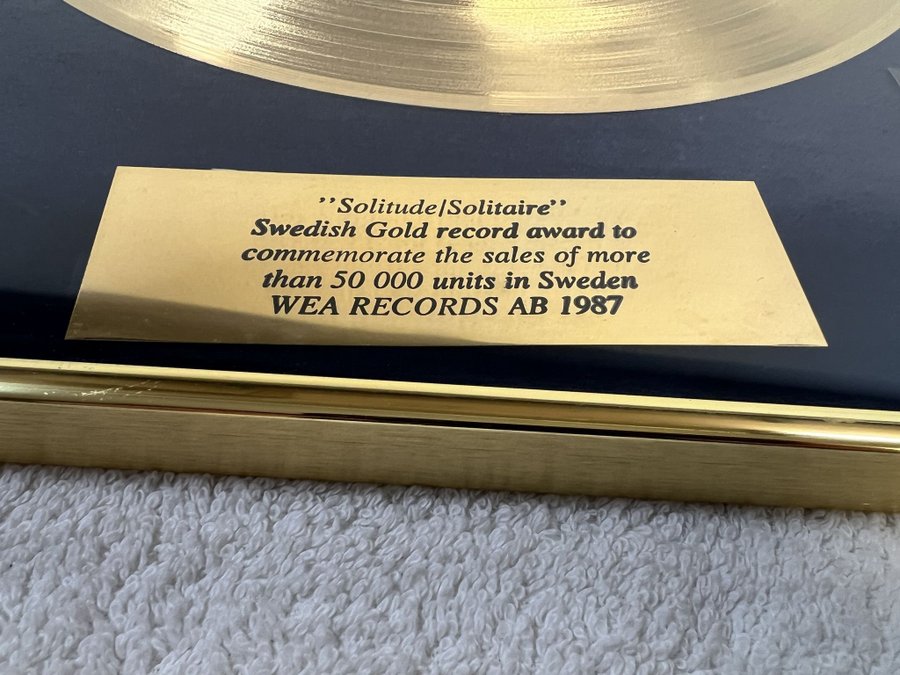 "Solitude/Solitaire"
Swedish Gold record award to
commemorate the sales of more
than 50 000 units in Sweden
WEA RECORDS AB 1987